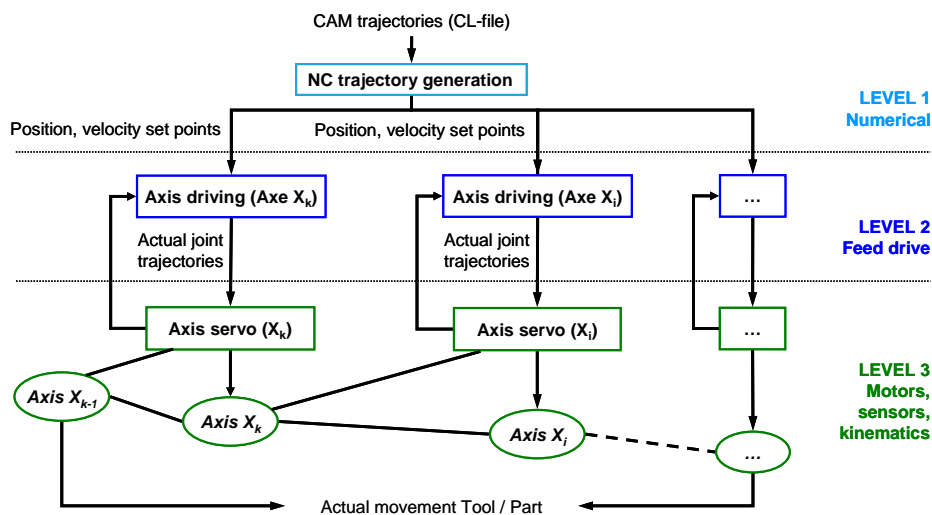 CAM trajectories (CL-file)
NC trajectory generation
LEVEL 1
Numerical
Position, velocity set points
Position, velocity set points
Axis driving (Axe Xk)
Axis driving (Axe Xi)
...
Actual joint
trajectories
Actual joint
trajectories
LEVEL 2
Feed drive
Axis servo (Xk)
Axis servo (Xi)
...
LEVEL 3
Motors,
sensors,
kinematics
Axis Xk-1
Axis Xk
Axis Xi
...
Actual movement Tool / Part